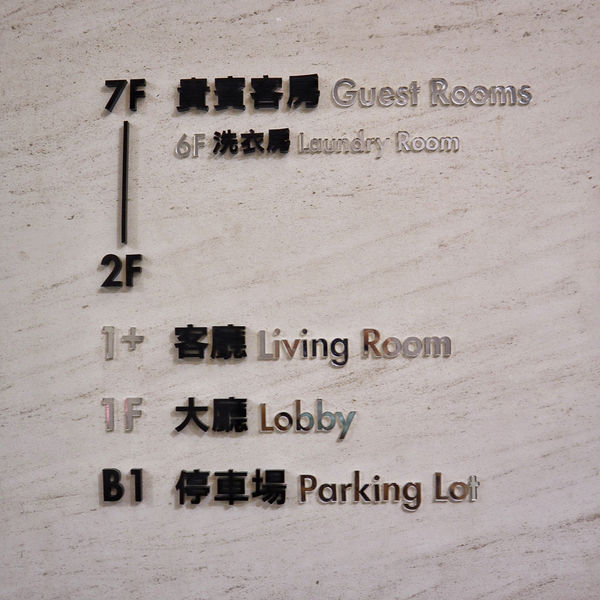 7F 貴賓客房 Guest Rooms
6F 洗衣房 Laundry Room
2F
1+ 客廳 Living Room
1F 大廳 Lobby
B1 停車場 Parking Lot